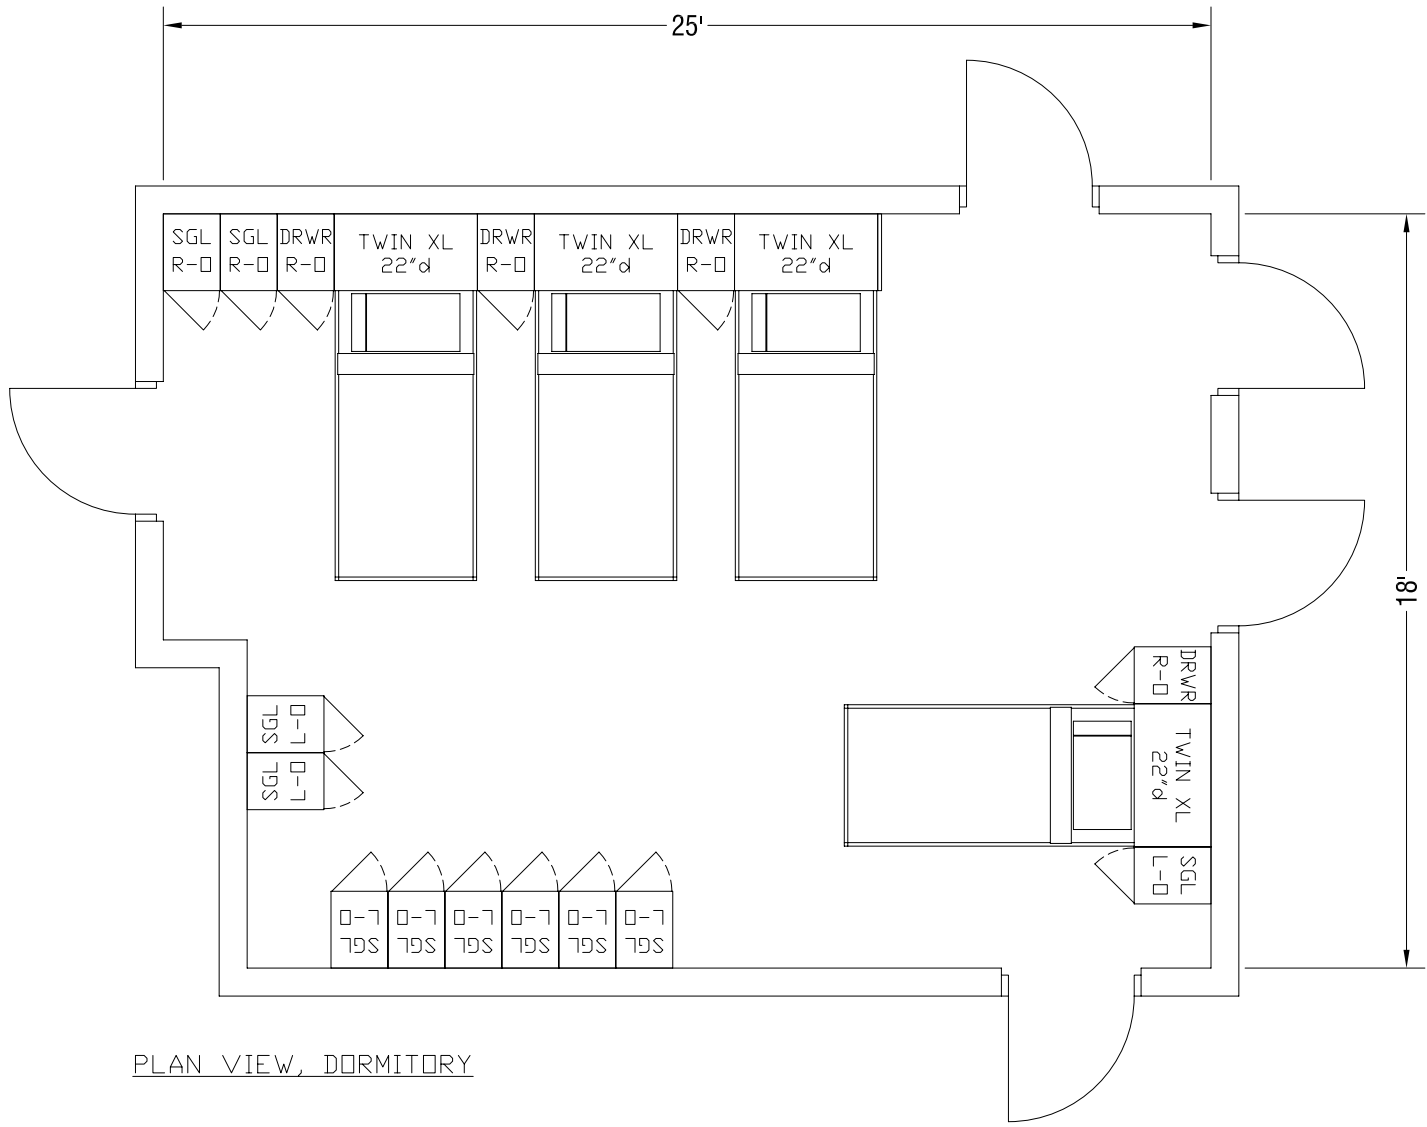 25'
SGL
R-O
SGL
R-O
DRWR
R-O
TWIN XL
22"d
DRWR
R-O
TWIN XL
22"d
DRWR
R-O
TWIN XL
22"d
18'
DRWR
R-O
TWIN XL
22"d
SGL
L-O
SGL
L-O
SGL
L-O
L-O
SGL
L-O
SGL
L-O
SGL
L-O
SGL
L-O
SGL
L-O
SGL
PLAN VIEW, DORMITORY